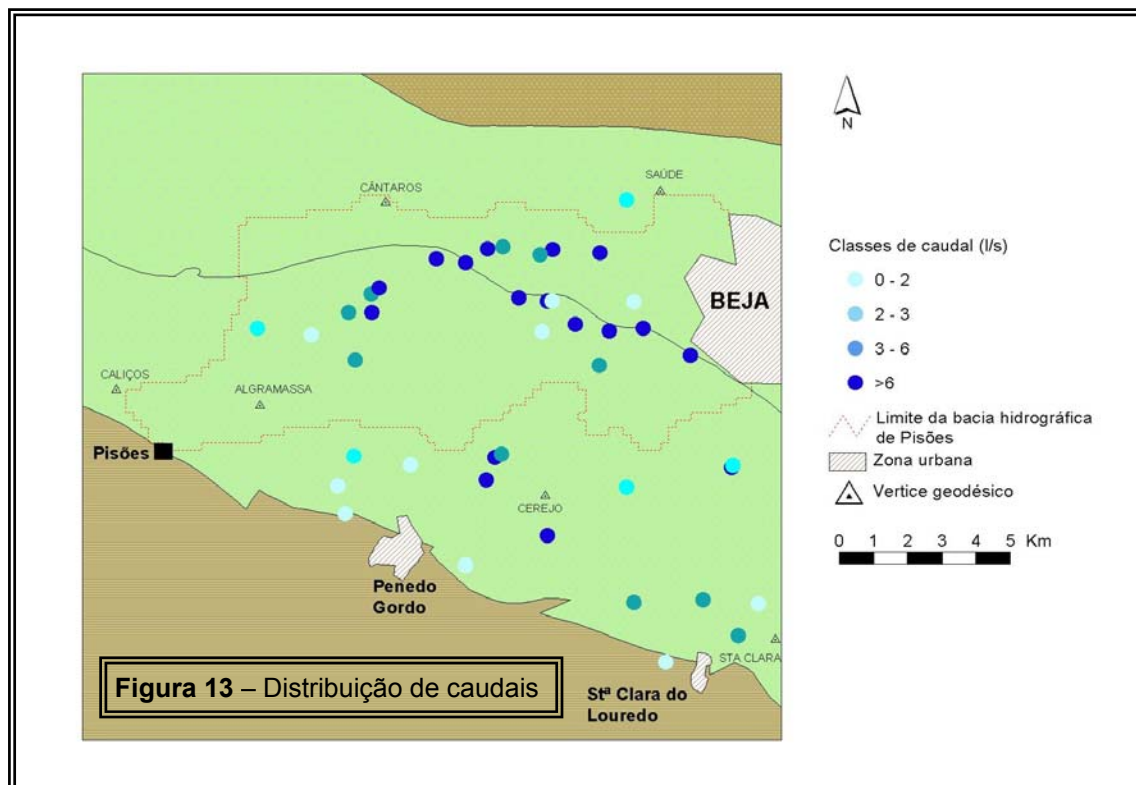 N
SAÚDE
CÂNTAROS
Classes de caudal (l/s)
0 - 2
2 - 3
3 - 6
>6
BEJA
CALIÇOS
ALGRAMASSA
Limite da bacia hidrográfica
de Pisões
Pisões
Zona urbana
Vertice geodésico
CEREJO
0 1 2 3 4 5 Km
Penedo
Gordo
STA CLARA
Figura 13 – Distribuição de caudais
Stª Clara do
Louredo